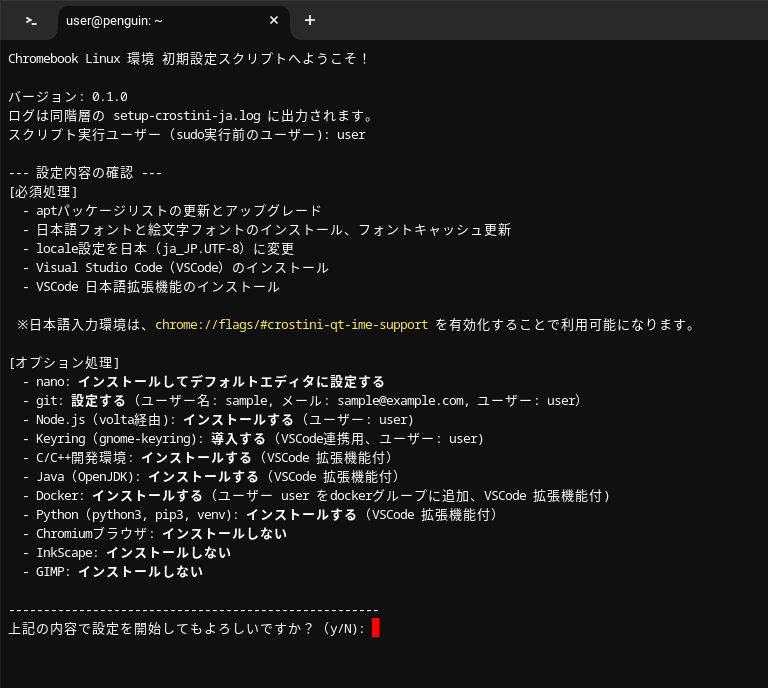 user@penguin: ~
Chromebook Linux 環境 初期設定スクリプトへようこそ！
バージョン: 0.1.0
ログは同階層の setup-crostini-ja.log に出力されます。
スクリプト実行ユーザー (sudo実行前のユーザー): user
--- 設定内容の確認 ---
[必須処理]
- aptパッケージリストの更新とアップグレード
- 日本語フォントと絵文字フォントのインストール、フォントキャッシュ更新
- locale設定を日本（ja_JP.UTF-8）に変更
- Visual Studio Code（VSCode）のインストール
- VSCode 日本語拡張機能のインストール
※日本語入力環境は、chrome://flags/#crostini-qt-ime-support を有効化することで利用可能になります。
[オプション処理]
- nano: インストールしてデフォルトエディタに設定する
- git: 設定する (ユーザー名: sample, メール: sample@example.com, ユーザー: user）
- Node.js（volta経由): インストールする (ユーザー: user)
- Keyring（gnome-keyring): 導入する (VSCode連携用、ユーザー: user)
- C/C++開発環境: インストールする (VSCode 拡張機能付）
- Java（OpenJDK): インストールする (VSCode 拡張機能付）
- Docker: インストールする (ユーザー user をdockerグループに追加、VSCode 拡張機能付)
- Python（python3, pip3, venv): インストールする (VSCode 拡張機能付）
- Chromiumブラウザ: インストールしない
- InkScape: インストールしない
- GIMP: インストールしない
-----------------------------------------------------
上記の内容で設定を開始してもよろしいですか？ (y/N):